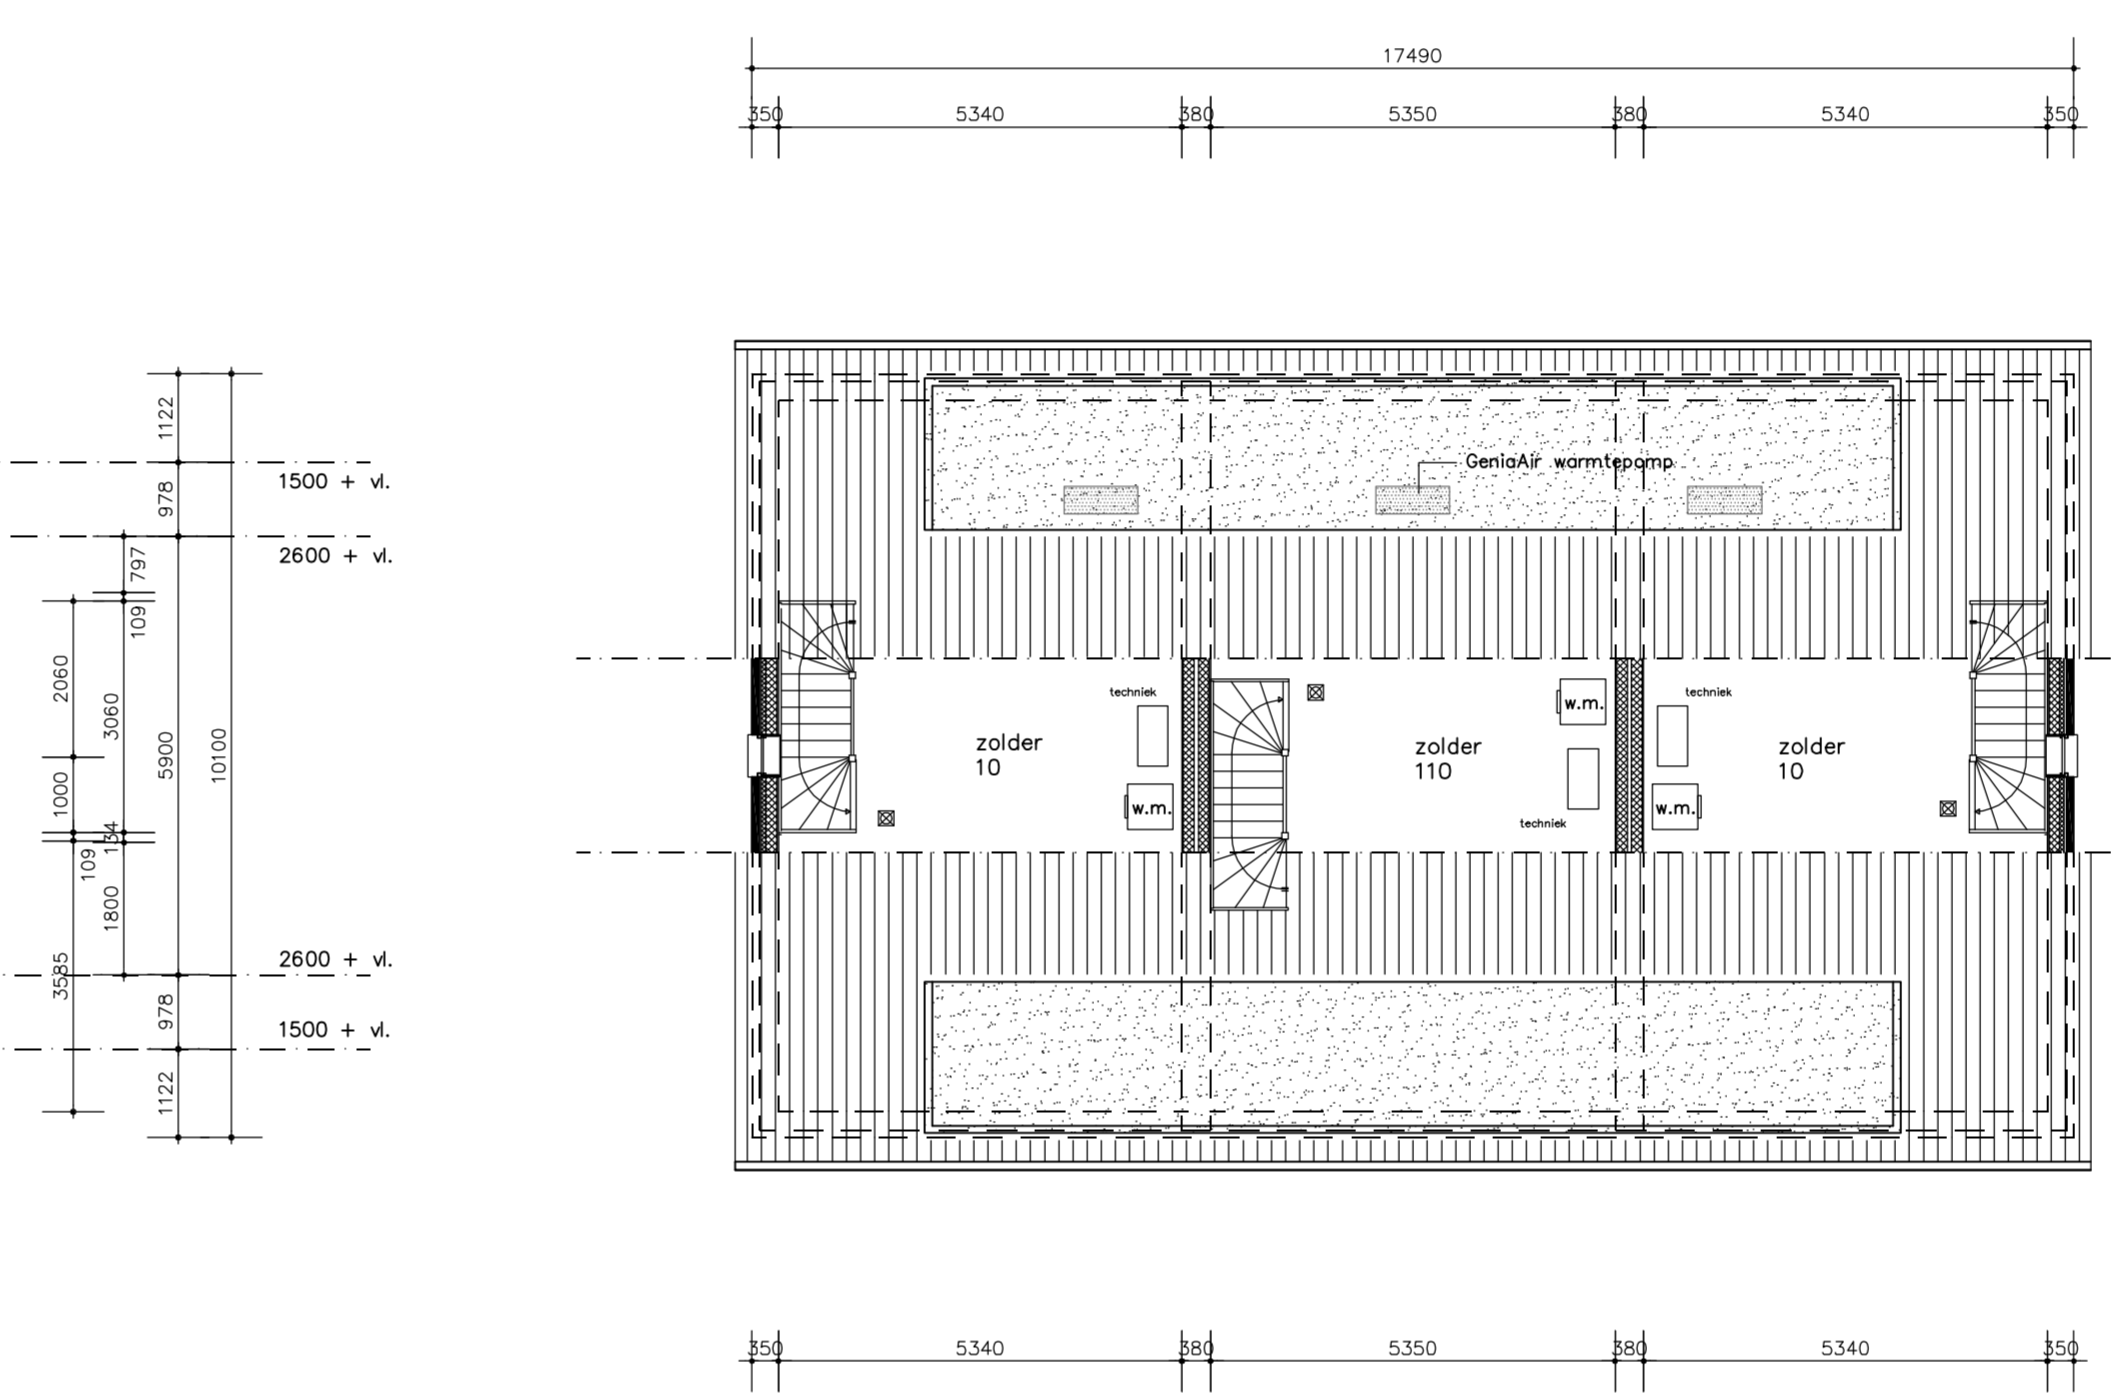 17490
350 5340 380 5350 380 5340 350
1122
1500 + vl.
978
2600 + vl.
797
109
2060
3060
5900
10100
1000
134
109
1800
2600 + vl.
3585
978
1500 + vl.
1122
GeniaAir warmtepomp
techniek
zolder
10
w.m.
w.m.
zolder
110
techniek
techniek
zolder
10
w.m.
350 5340 380 5350 380 5340 350